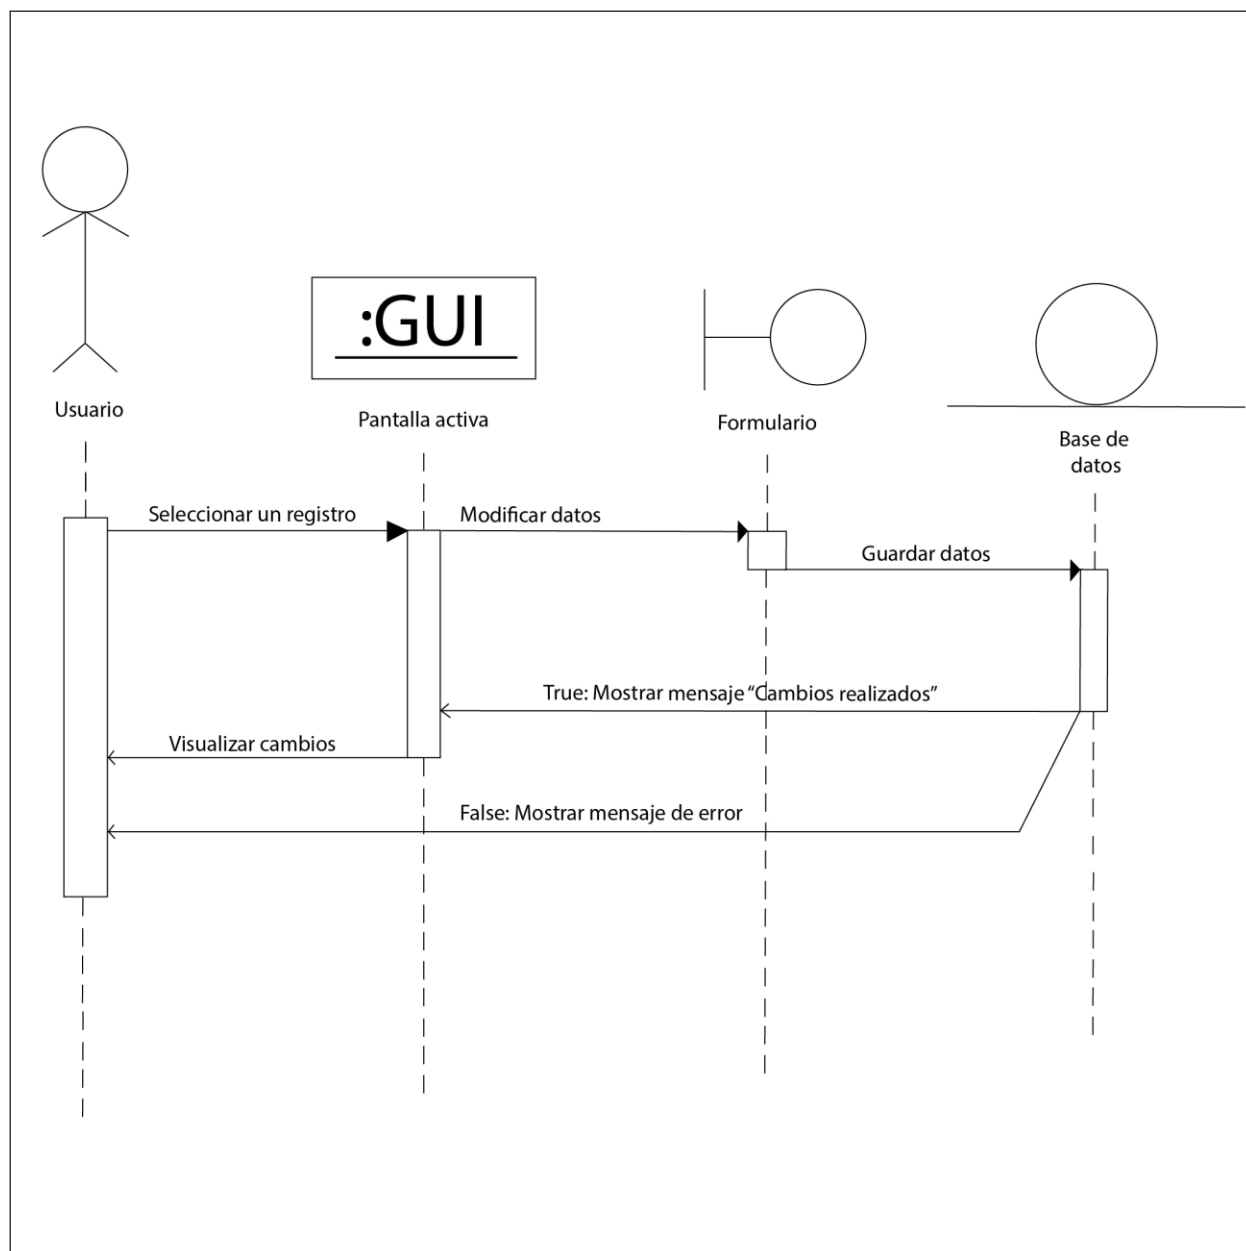 :GUI
Usuario
Pantalla activa
Formulario
Base de
datos
Seleccionar un registro
Modificar datos
Guardar datos
True: Mostrar mensaje “Cambios realizados”
Visualizar cambios
False: Mostrar mensaje de error